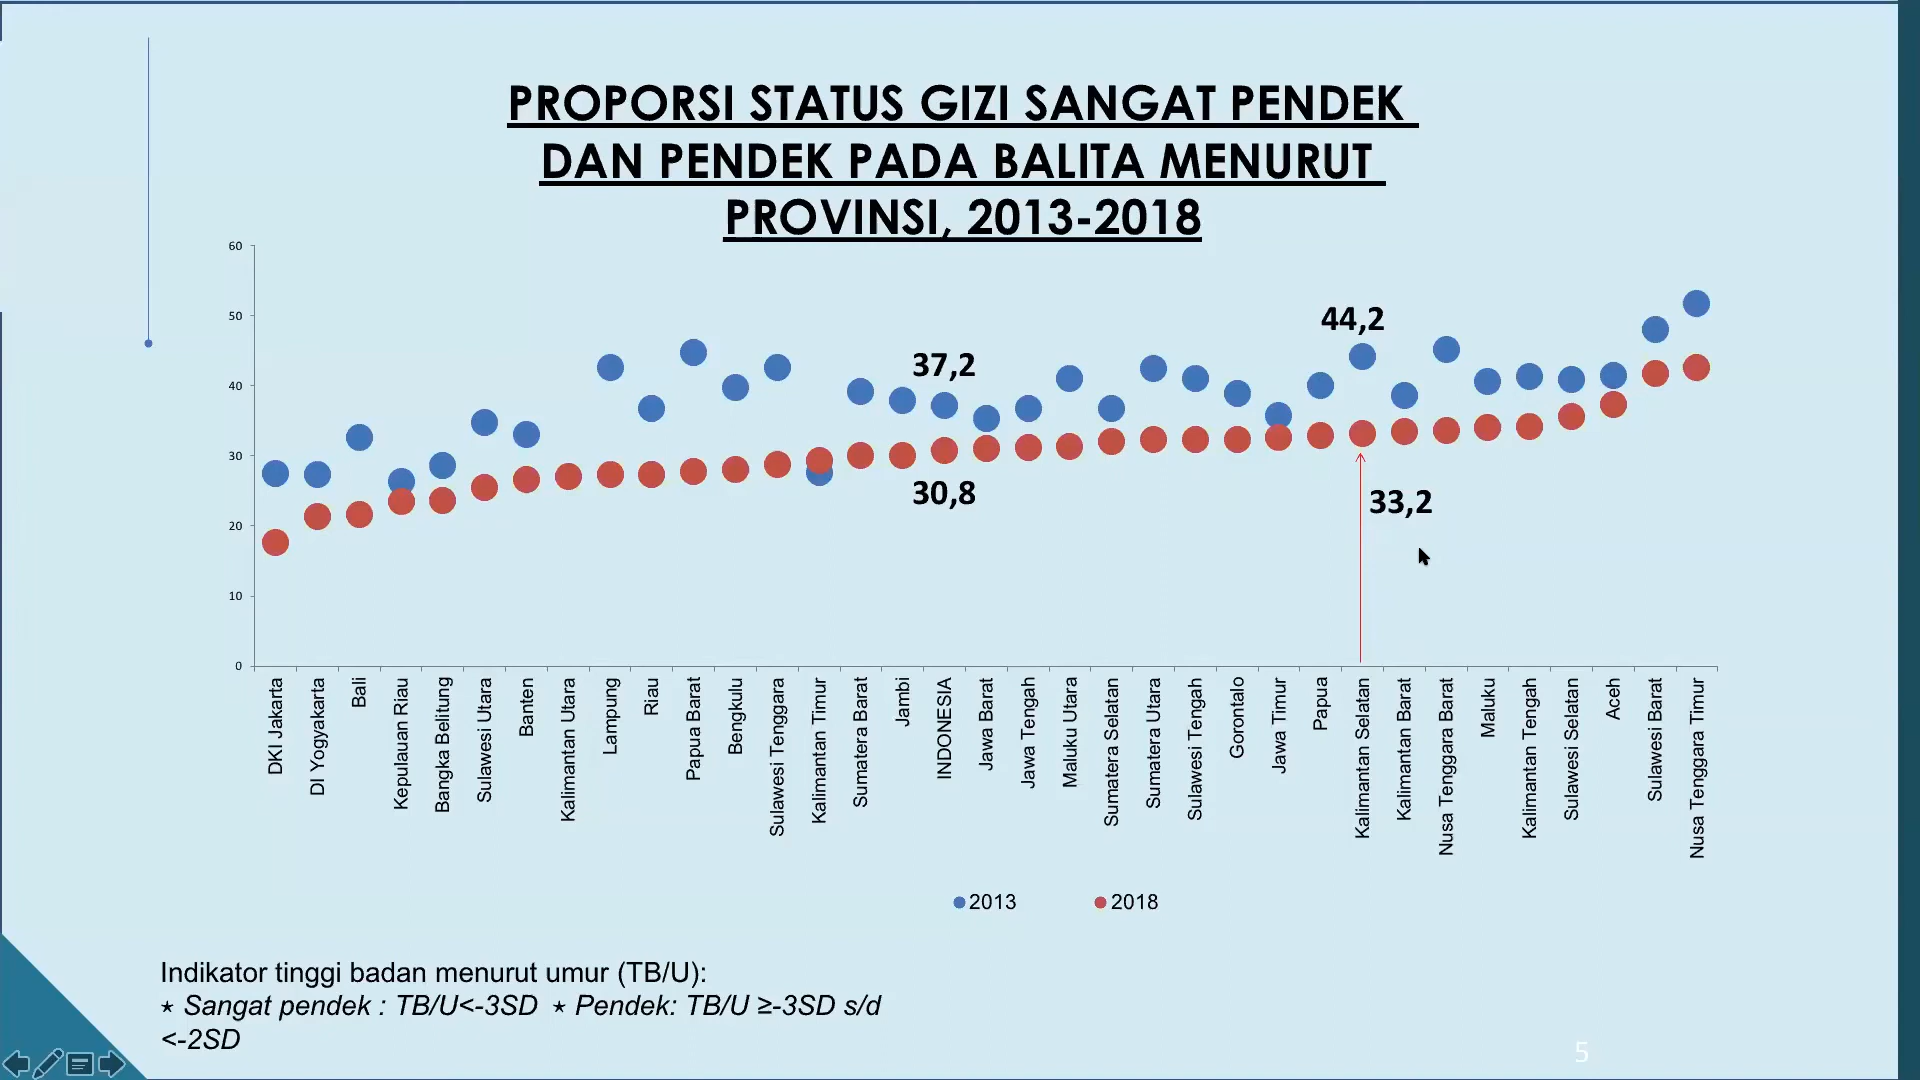 PROPORSI STATUS GIZI SANGAT PENDEK
DAN PENDEK PADA BALITA MENURUT
PROVINSI, 2013-2018
60
50
40
30
20
10
0
44,2
37,2
30,8
33,2
DKI Jakarta
DI Yogyakarta
Bali
Kepulauan Riau
Bangka Belitung
Sulawesi Utara
Banten
Kalimantan Utara
Lampung
Riau
Papua Barat
Bengkulu
Sulawesi Tenggara
Kalimantan Timur
Sumatera Barat
Jambi
INDONESIA
Jawa Barat
Jawa Tengah
Maluku Utara
Sumatera Selatan
Sumatera Utara
Sulawesi Tengah
Gorontalo
Jawa Timur
Papua
Kalimantan Selatan
Kalimantan Barat
Nusa Tenggara Barat
Maluku
Kalimantan Tengah
Sulawesi Selatan
Aceh
Sulawesi Barat
Nusa Tenggara Timur
2013 2018
Indikator tinggi badan menurut umur (TB/U):
⋆ Sangat pendek : TB/U<-3SD ⋆ Pendek: TB/U ≥-3SD s/d
<-2SD
5